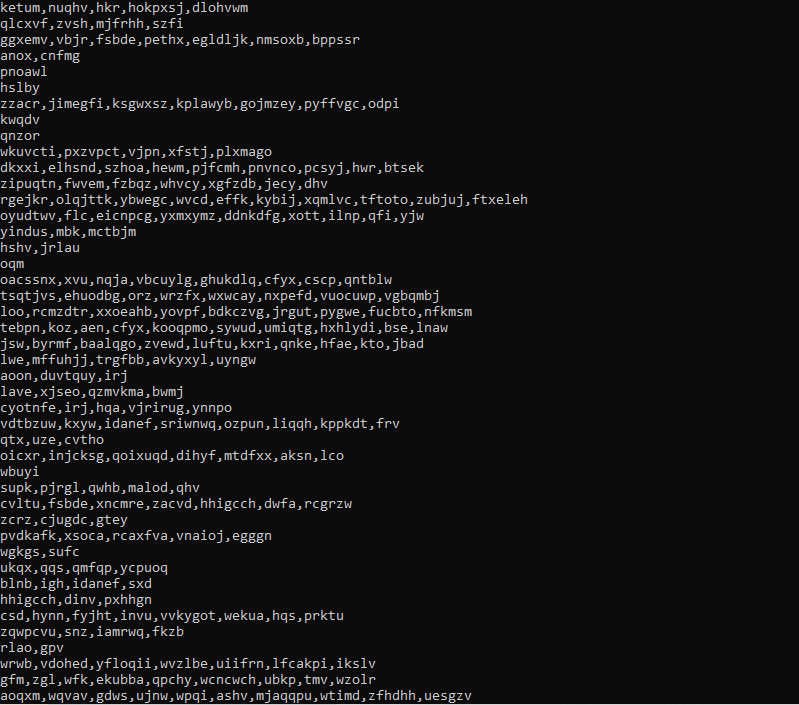 ketum,nuqhv,hkr,hokpxsj,dlohvwm
qlcxvf,zvsh,mjfrhh,szfi
ggxemv,vbjr,fsbde,pethx,egldljk,nmsoxb,bppssr
anox,cnfmg
pnoawl
hslby
zzacr,jimegfi,ksgwxsz,kplawyb,gojmzey,pyffvgc,odpi
kwqdv
qnzor
wkuvcti,pxzvpct,vjpn,xfstj,plxmago
dkxxi,elhsnd,szhoa,hewm,pjfcmh,pnvnco,pcsyj,hwr,btsek
zipuqtn,fwvem,fzbqz,whvcy,xgfzdb,jecy,dhv
rgejkr,olqjttk,ybwegc,wvcd,effk,kybij,xqmlvc,tftoto,zubjuj,ftxeleh
oyudtwv,flc,eicnpcg,yxmxymz,ddnkdfg,xott,ilnp,qfi,yjw
yindus,mbk,mctbjm
hshv,jrlau
oqm
oacssnx,xvu,nqja,vbcuylg,ghukdlq,cfyx,cscp,qntblw
tsqtjvs,ehuodbg,orz,wrzfx,wxwcay,nxpefd,vuocuwp,vgbqmbj
loo,rcmzdtr,xxoeahb,yovpf,bdkczvg,jrgut,pygwe,fucbto,nfkmsm
tebpn,koz,aen,cfyx,kooqpmo,sywud,umiqtg,hxhlydi,bse,lnaw
jsw,byrmf,baalqgo,zvewd,luftu,kxri,qnke,hfae,kto,jbad
lwe,mffuhjj,trgfbb,avkyxyl,uyngw
aoon,duvtquy,irj
lave,xjseo,qzmvkma,bwmj
cyotnfe,irj,hqa,vjrirug,ynnpo
vdtbzuw,kxyw,idanef,sriwnwq,ozpun,liqqh,kppkdt,frv
qtx,uze,cvtho
oicxr,injcksg,qoixuqd,dihyf,mtdfxx,aksn,lco
wbuyi
supk,pjrgl,qwhb,malod,qhv
cvltu,fsbde,xncmre,zacvd,hhigcch,dwfa,rcgrzw
zcrz,cjugdc,gtey
pvdkafk,xsoca,rcaxfva,vnaioj,egggn
wgkgs,sufc
ukqx,qqs,qmfqp,ycpuoq
blnb,igh,idanef,sxd
hhigcch,dinv,pxhhgn
csd,hynn,fyjht,invu,vvkygot,wekua,hqs,prktu
zqwpcvu,snz,iamrwq,fkzb
rlao,gpv
wrwb,vdohed,yfloqii,wvzlbe,uiifrn,lfcakpi,ikslv
gfm,zgl,wfk,ekubba,qpchy,wcncwch,ubkp,tmv,wzolr
aoqxm,wqvav,gdws,ujnw,wpqi,ashv,mjaqqpu,wtimd,zfhdhh,uesgzv